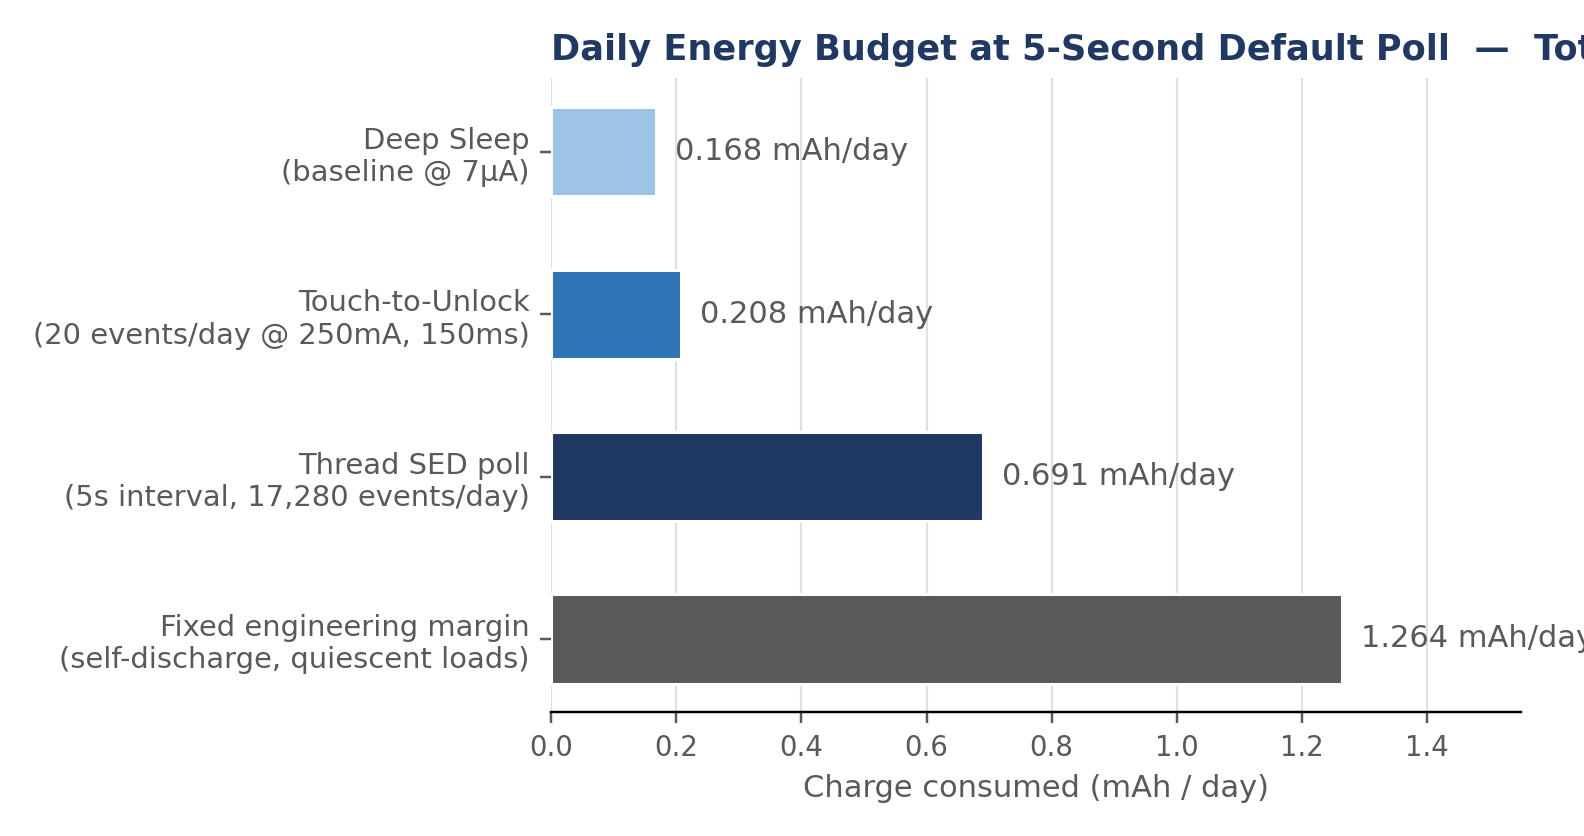 Daily Energy Budget at 5-Second Default Poll — Tot
Deep Sleep
(baseline @ 7µA)
0.168 mAh/day
Touch-to-Unlock
(20 events/day @ 250mA, 150ms)
0.208 mAh/day
Thread SED poll
(5s interval, 17,280 events/day)
0.691 mAh/day
Fixed engineering margin
(self-discharge, quiescent loads)
1.264 mAh/day
0.0 0.2 0.4 0.6 0.8 1.0 1.2 1.4
Charge consumed (mAh / day)